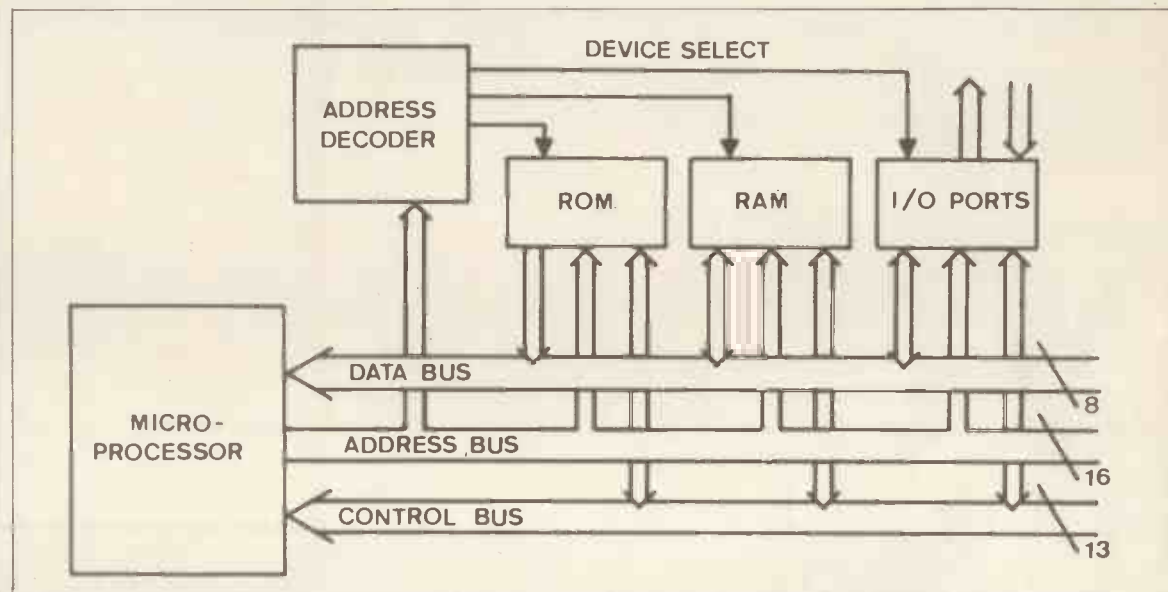 DEVICE SELECT
ADDRESS
DECODER
ROM
RAM
I/O PORTS
DATA BUS
8
MICRO-
PROCESSOR
ADDRESS BUS
16
CONTROL BUS
13